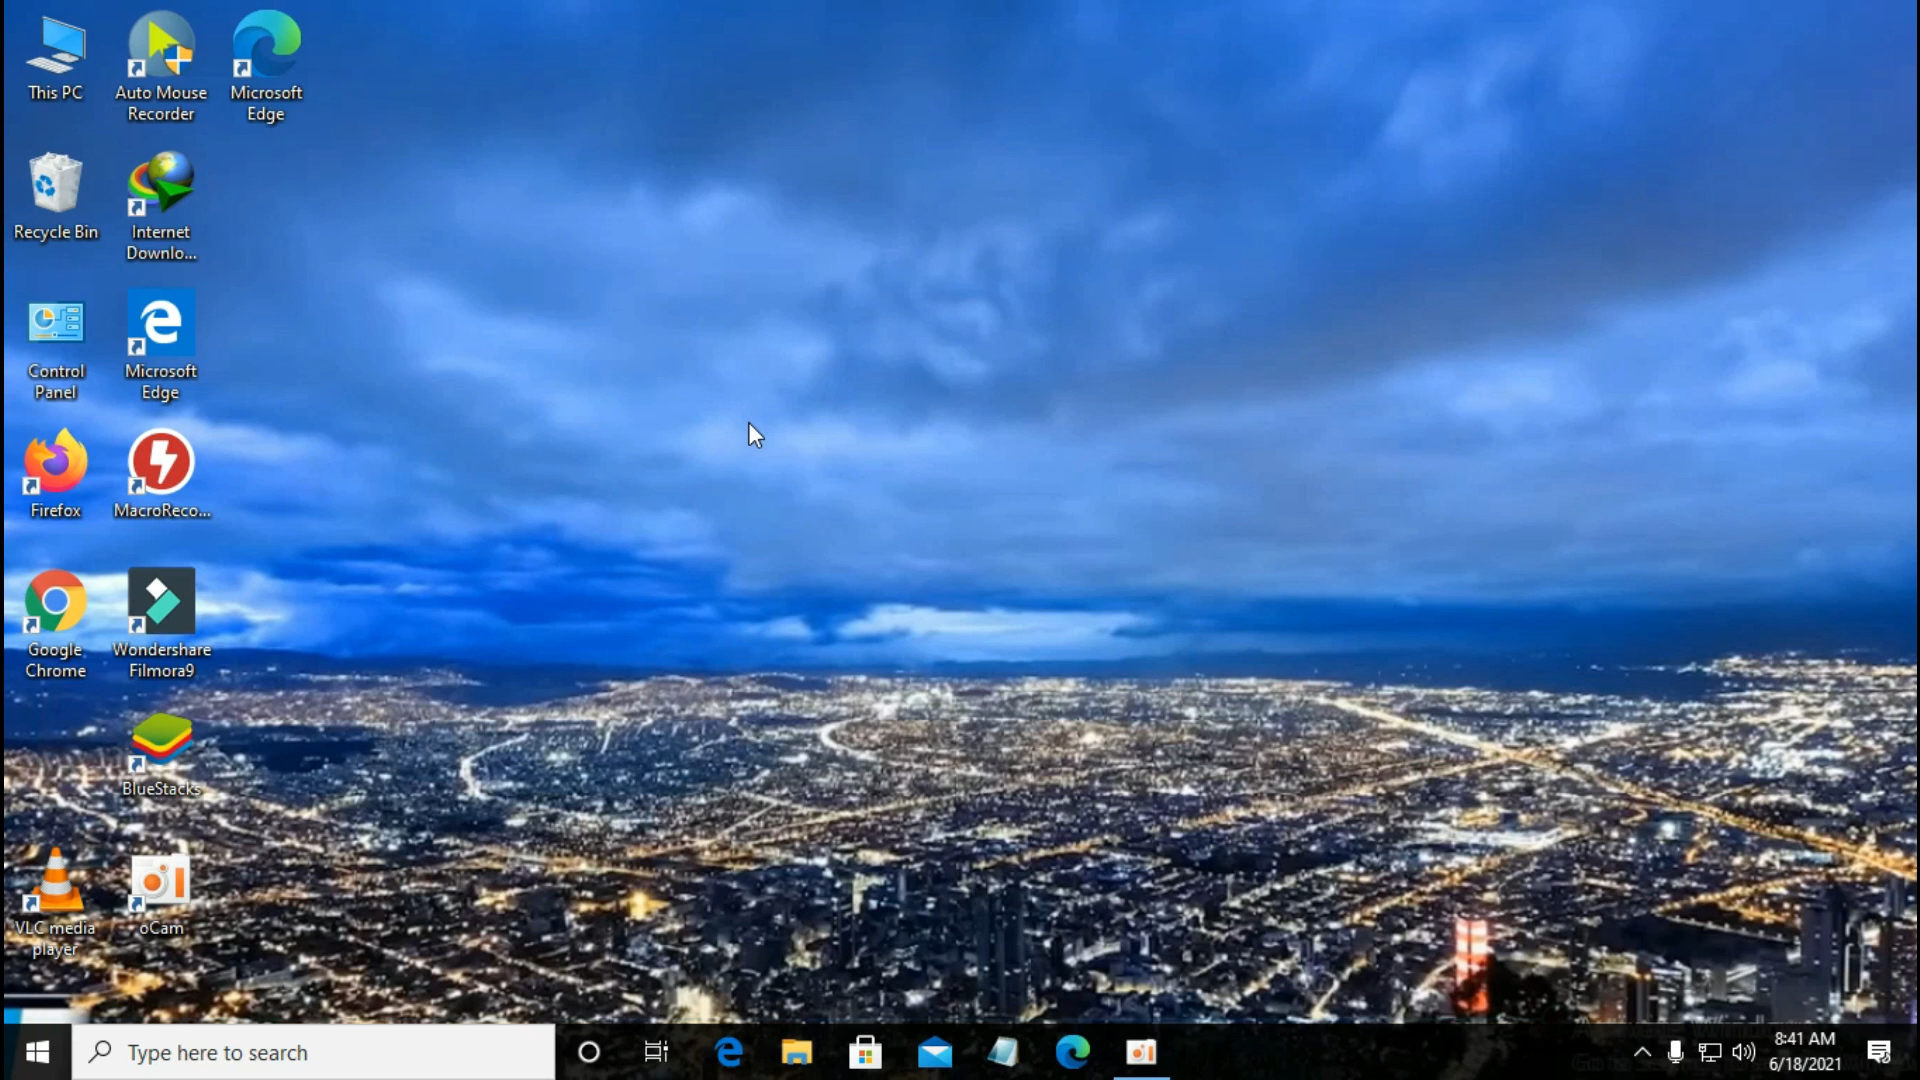 This PC
Auto Mouse
Recorder
Microsoft
Edge
Recycle Bin
Internet
Downlo...
Control
Panel
Microsoft
Edge
Firefox
MacroReco...
Google
Chrome
Wondershare
Filmora9
BlueStacks
VLC media
player
oCam
Type here to search
8:41 AM
6/18/2021